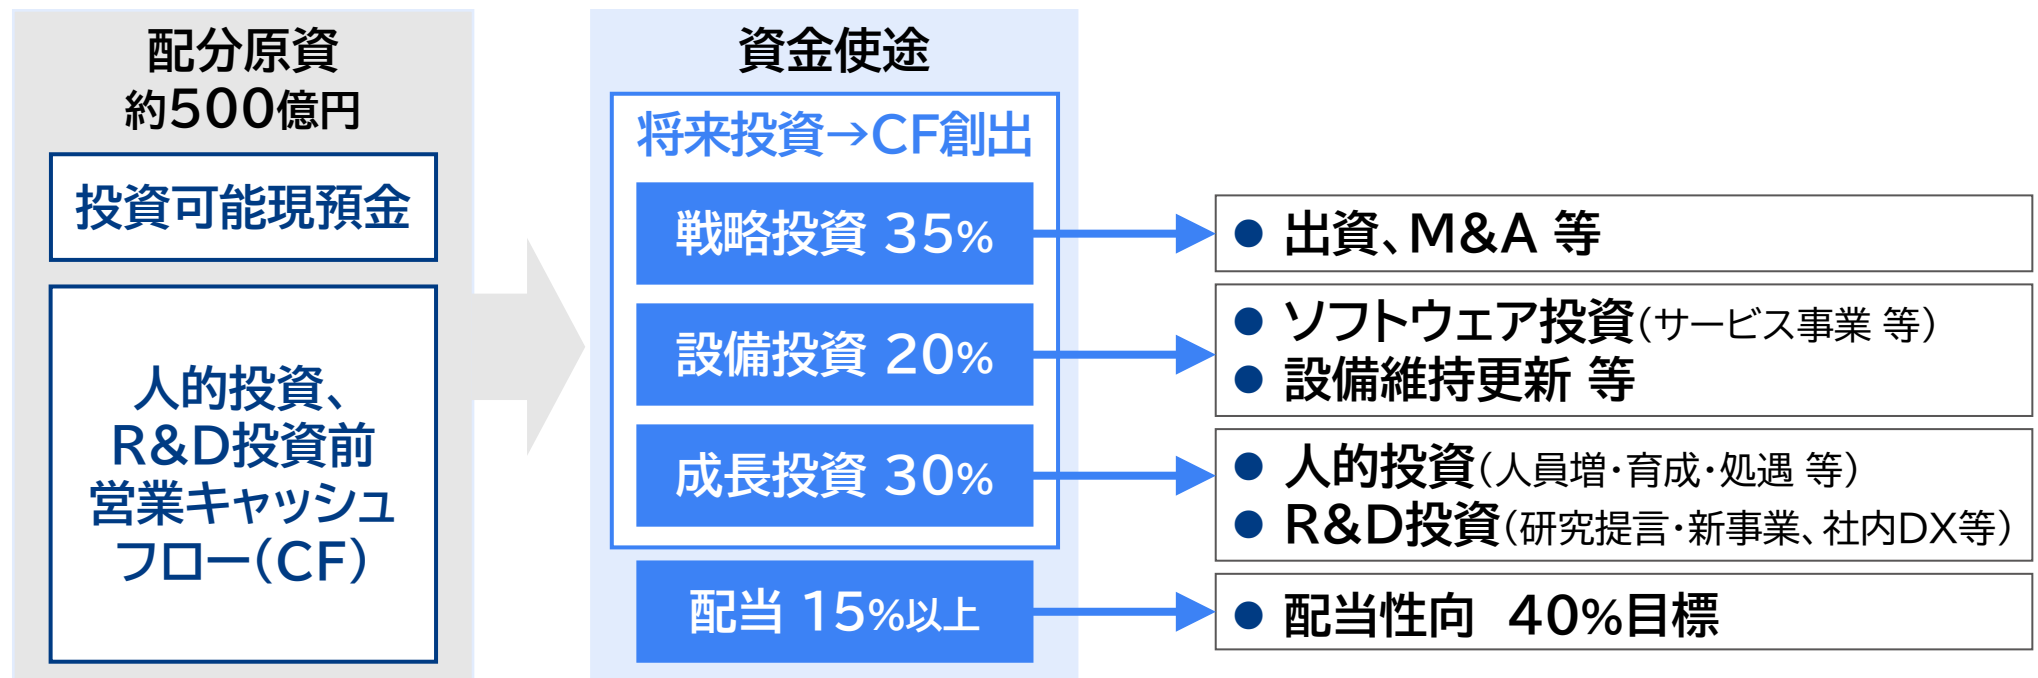 配分原資
約500億円
投資可能現預金
人的投資、
R&D投資前
営業キャッシュ
フロー(CF)
資金使途
将来投資→CF創出
戦略投資 35%
設備投資 20%
成長投資 30%
配当 15%以上
● 出資、M&A 等
● ソフトウェア投資(サービス事業 等)
● 設備維持更新 等
● 人的投資(人員増・育成・処遇 等)
● R&D投資(研究提言・新事業、社内DX等)
● 配当性向 40%目標